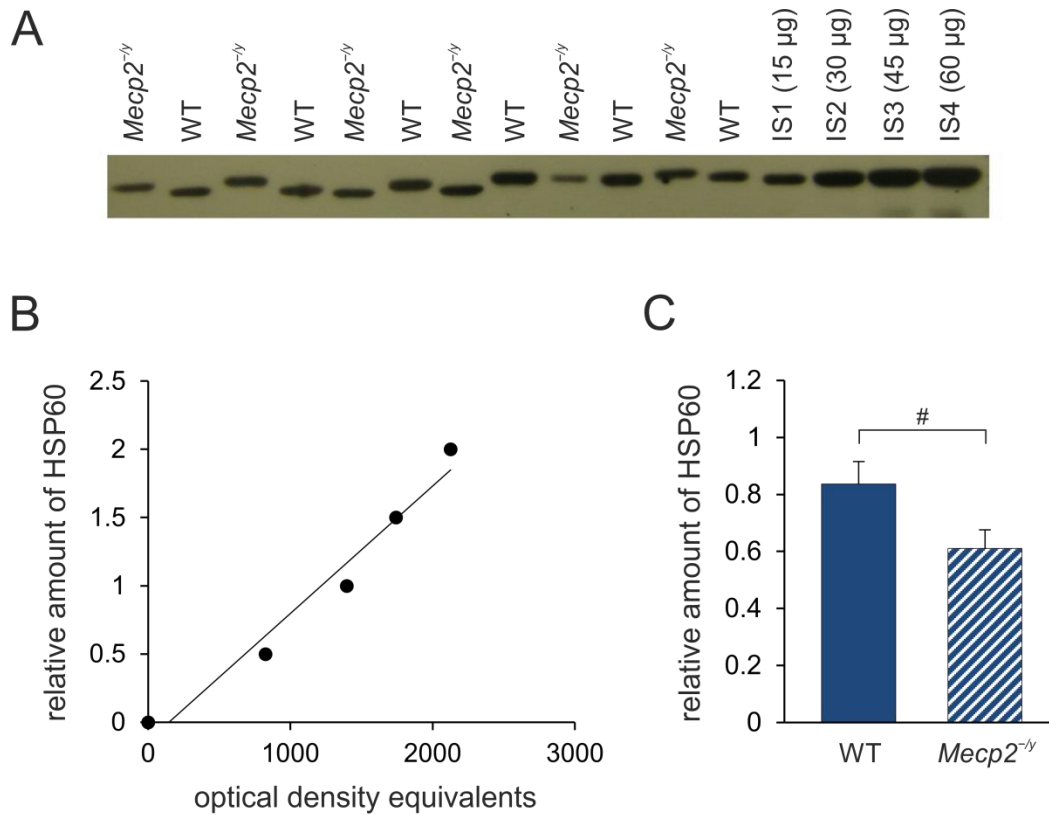 A
Mecp2⁻/ʸ
WT
Mecp2⁻/ʸ
WT
Mecp2⁻/ʸ
WT
Mecp2⁻/ʸ
WT
Mecp2⁻/ʸ
WT
Mecp2⁻/ʸ
WT
IS1 (15 µg)
IS2 (30 µg)
IS3 (45 µg)
IS4 (60 µg)
B
relative amount of HSP60
2.5
2
1.5
1
0.5
0
0 1000 2000 3000
optical density equivalents
C
relative amount of HSP60
1.2
1
0.8
0.6
0.4
0.2
0
#
WT Mecp2⁻/ʸ